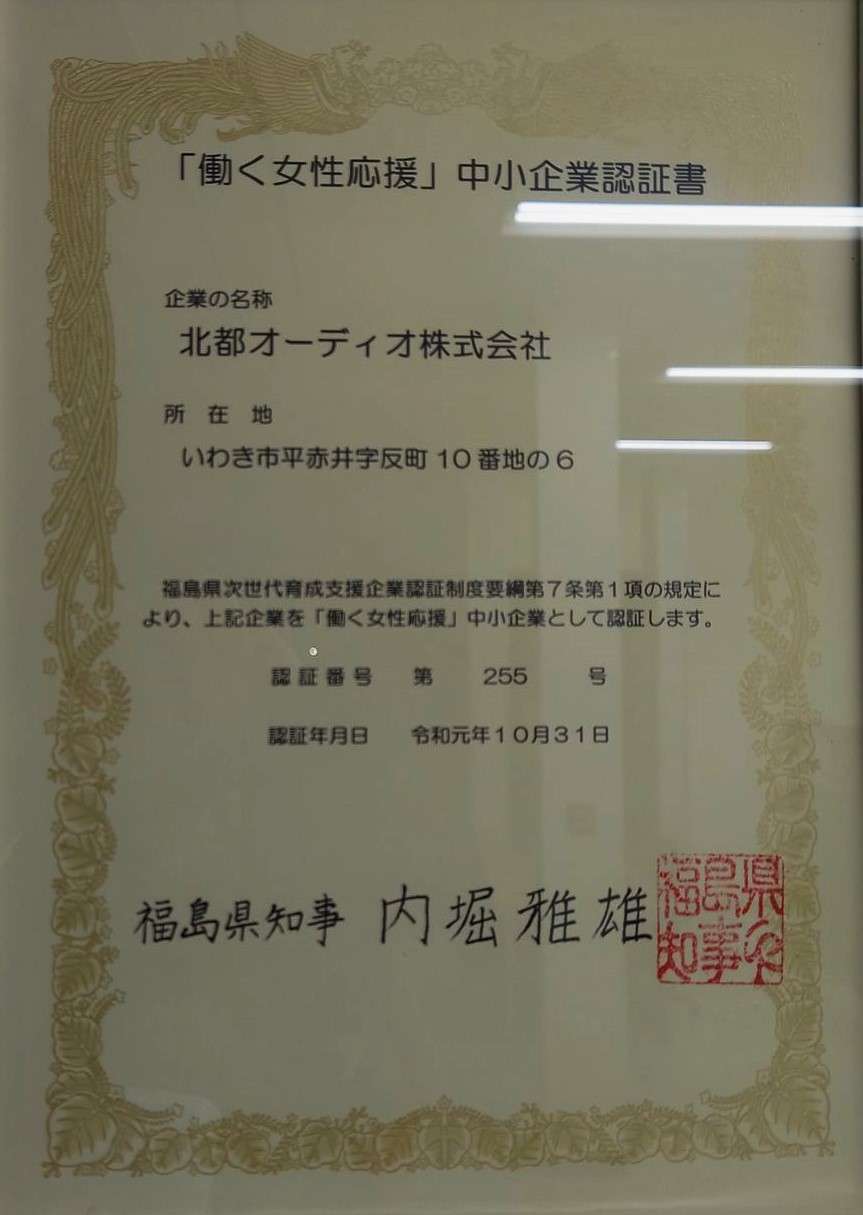 「働く女性応援」中小企業認証書
企業の名称
北都オーディオ株式会社
所 在 地
いわき市平赤井字反町 10 番地の 6
福島県次世代育成支援企業認証制度要綱第７条第１項の規定に
より、上記企業を「働く女性応援」中小企業として認証します。
認 証 番 号　第　255　号
認証年月日　令和元年１０月３１日
福島県知事 内 堀 雅 雄
福島県
知事之印